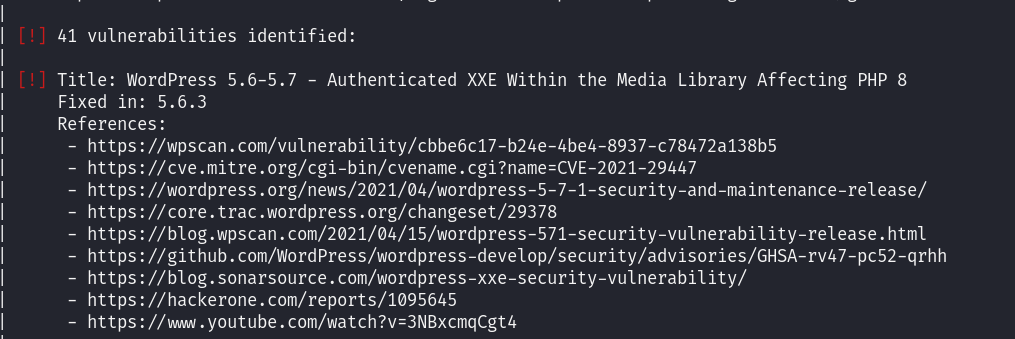 [!] 41 vulnerabilities identified:
[!] Title: WordPress 5.6-5.7 - Authenticated XXE Within the Media Library Affecting PHP 8
Fixed in: 5.6.3
References:
- https://wpscan.com/vulnerability/cbbe6c17-b24e-4be4-8937-c78472a138b5
- https://cve.mitre.org/cgi-bin/cvename.cgi?name=CVE-2021-29447
- https://wordpress.org/news/2021/04/wordpress-5-7-1-security-and-maintenance-release/
- https://core.trac.wordpress.org/changeset/29378
- https://blog.wpscan.com/2021/04/15/wordpress-571-security-vulnerability-release.html
- https://github.com/WordPress/wordpress-develop/security/advisories/GHSA-rv47-pc52-qrhh
- https://blog.sonarsource.com/wordpress-xxe-security-vulnerability/
- https://hackerone.com/reports/1095645
- https://www.youtube.com/watch?v=3NBxcmqCgt4